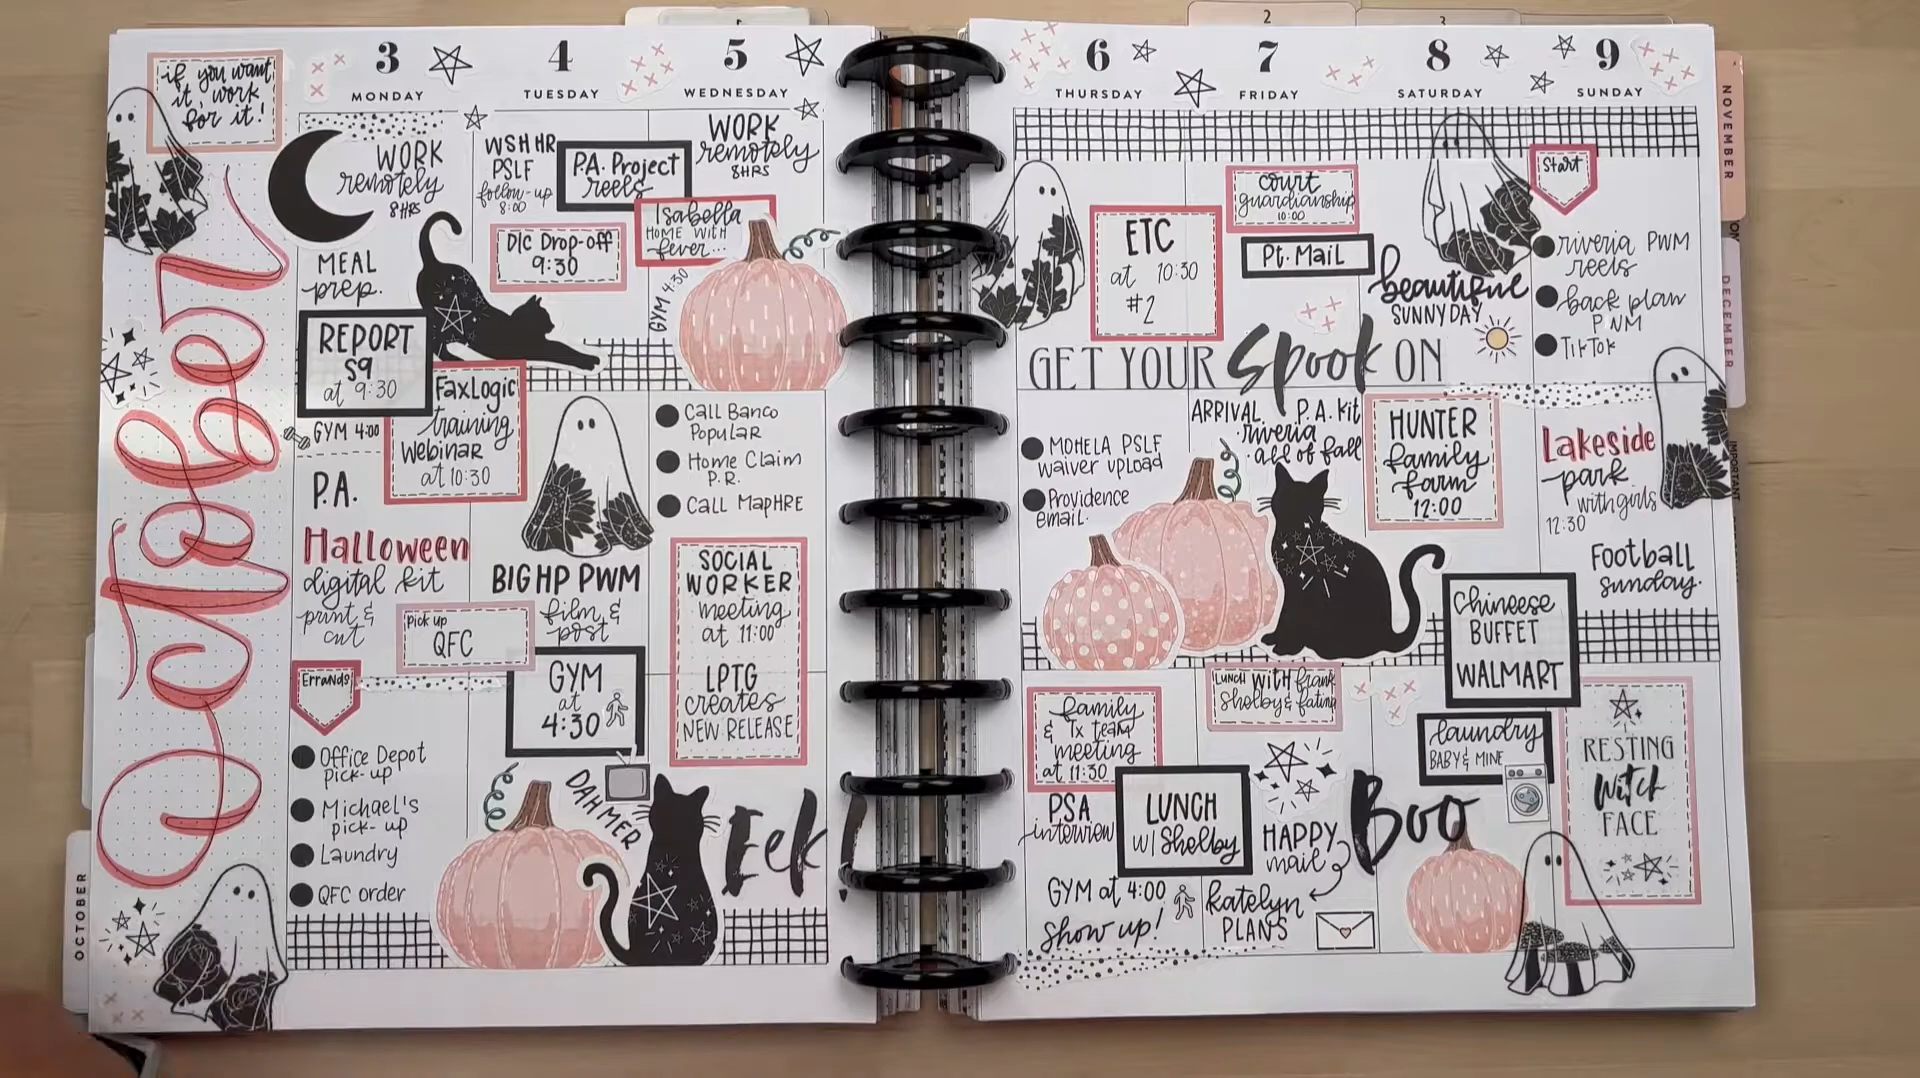 if you want
it, work
for it!
October
3
MONDAY
WORK
remotely
8HRS
MEAL
prep.
REPORT
S9
at 9:30
GYM 4:00
FaxLogic
training
Webinar
at 10:30
P.A.
Halloween
digital kit
print &
cut
pick up
QFC
Errands
Office Depot
pick-up
Michael's
pick-up
Laundry
QFC order
4
TUESDAY
WSH HR
PSLF
follow-up
8:00
P.A. Project
reels
D/C Drop-off
9:30
BIG HP PWM
film &
post
GYM
at
4:30
DAHMER
5
WEDNESDAY
WORK
remotely
8HRS
Isabella
HOME WITH
fever...
GYM 4:30
Call Banco
Popular
Home Claim
P.R.
Call MapHRE
SOCIAL
WORKER
meeting
at 11:00
LPTG
creates
NEW RELEASE
Eek!
6
THURSDAY
ETC
at 10:30
#2
GET YOUR Spook ON
MOHELA PSLF
waiver upload
Providence
email.
family
& Tx team
meeting
at 11:30
PSA
interview
LUNCH
w/ Shelby
GYM at 4:00
Show up!
7
FRIDAY
court
guardianship
10:00
Pt. Mail
ARRIVAL
riveria
P.A. Kit
all of fall
LUNCH WITH frank
Shelby & fatima
HAPPY
mail
Katelyn
PLANS
8
SATURDAY
beautiful
SUNNY DAY
HUNTER
family
farm
12:00
Chineese
BUFFET
WALMART
laundry
BABY & MINE
Boo
9
SUNDAY
Start
riveria PWM
reels
back plan
PWM
TikTok
Lakeside
park
with girls
12:30
Football
Sunday.
RESTING
Witch
FACE
OCTOBER
NOVEMBER
DECEMBER
IMPORTANT
2
3